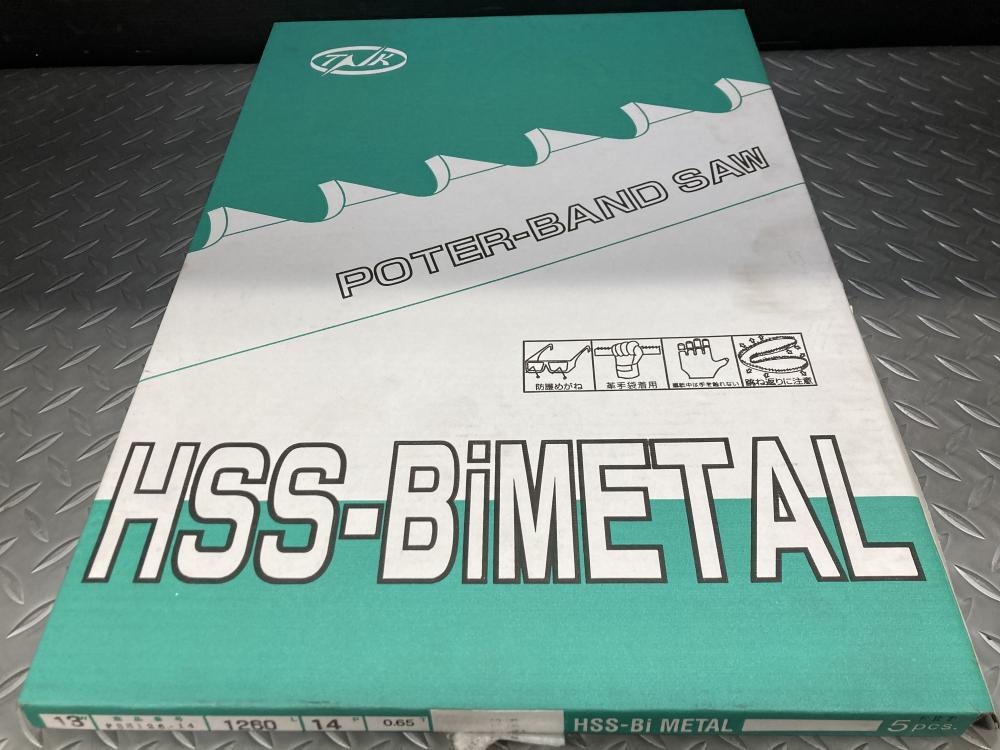 TNK
POTER-BAND SAW
防護めがね 革手袋着用 運転中は手を触れない 跳ね返りに注意
HSS-BiMETAL
13" 1260 L 14 P 0.65 T HSS-Bi METAL 5pcs.